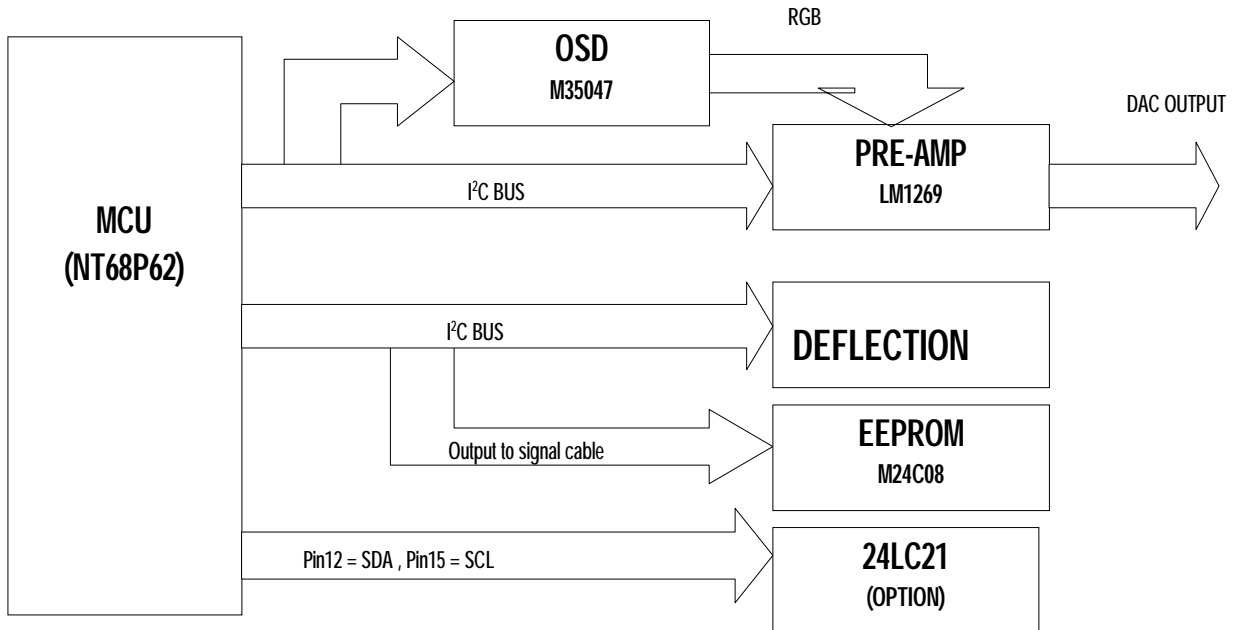 RGB
OSD
M35047
DAC OUTPUT
PRE-AMP
LM1269
I²C BUS
MCU
(NT68P62)
I²C BUS
DEFLECTION
EEPROM
M24C08
Output to signal cable
24LC21
(OPTION)
Pin12 = SDA , Pin15 = SCL